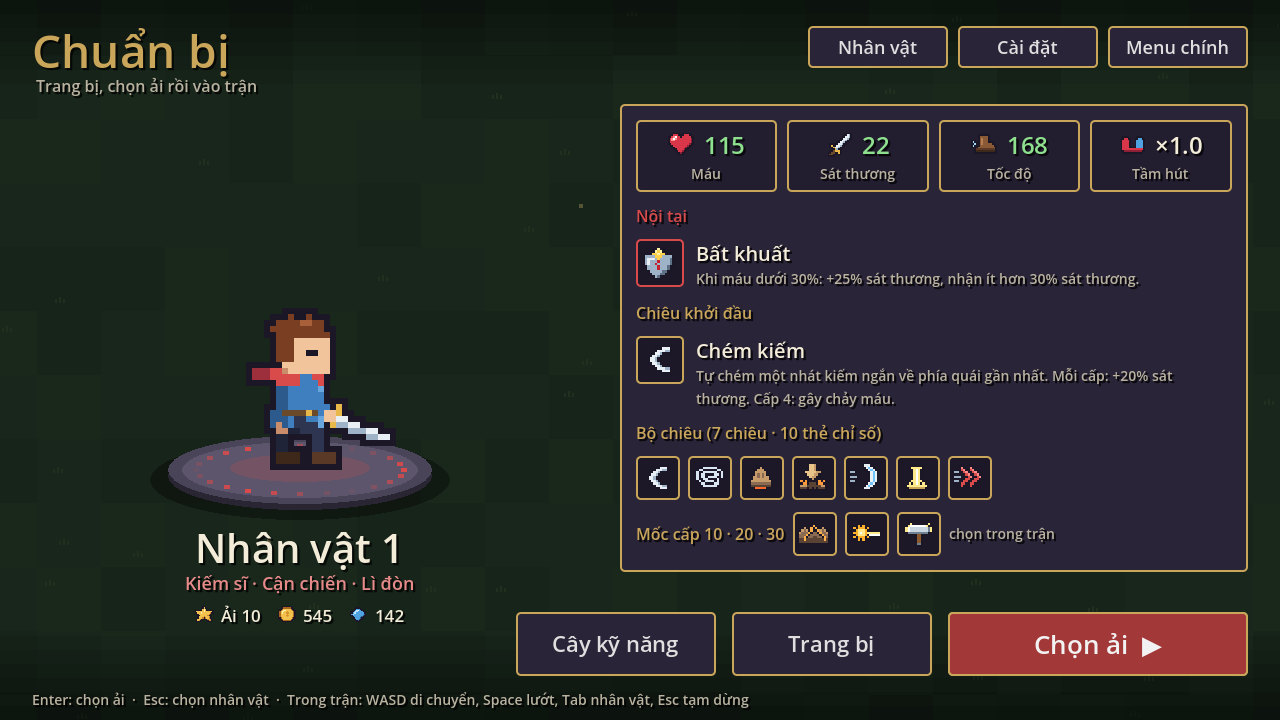 Chuẩn bị
Trang bị, chọn ải rồi vào trận
Nhân vật
Cài đặt
Menu chính
115
Máu
22
Sát thương
168
Tốc độ
×1.0
Tầm hút
Nội tại
Bất khuất
Khi máu dưới 30%: +25% sát thương, nhận ít hơn 30% sát thương.
Chiêu khởi đầu
Chém kiếm
Tự chém một nhát kiếm ngắn về phía quái gần nhất. Mỗi cấp: +20% sát
thương. Cấp 4: gây chảy máu.
Bộ chiêu (7 chiêu · 10 thẻ chỉ số)
Mốc cấp 10 · 20 · 30
chọn trong trận
Nhân vật 1
Kiếm sĩ · Cận chiến · Lì đòn
Ải 10 545 142
Cây kỹ năng
Trang bị
Chọn ải ▶
Enter: chọn ải · Esc: chọn nhân vật · Trong trận: WASD di chuyển, Space lướt, Tab nhân vật, Esc tạm dừng